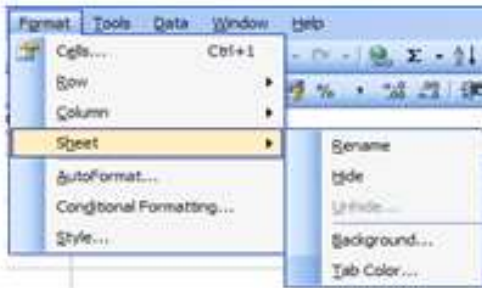 Format Tools Data Window Help
Cells... Ctrl+1
Row
Column
Sheet
AutoFormat...
Conditional Formatting...
Style...
Rename
Hide
Unhide...
Background...
Tab Color...
Σ
%